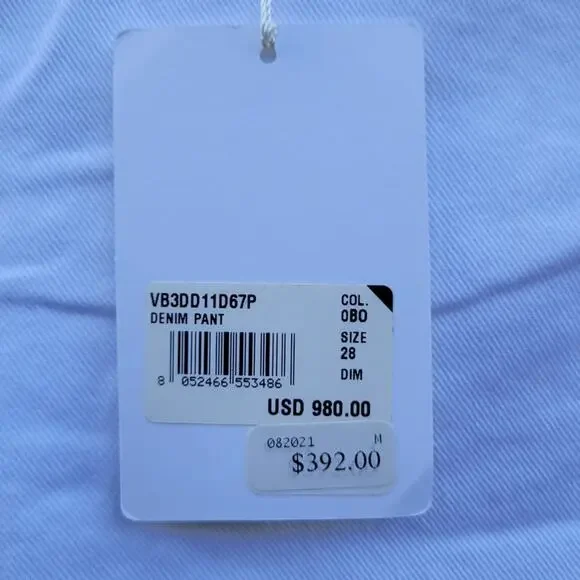 VB3DD11D67P
DENIM PANT
COL.
0BO
SIZE
28
DIM
8 052466 553486
USD 980.00
082021 M
$392.00